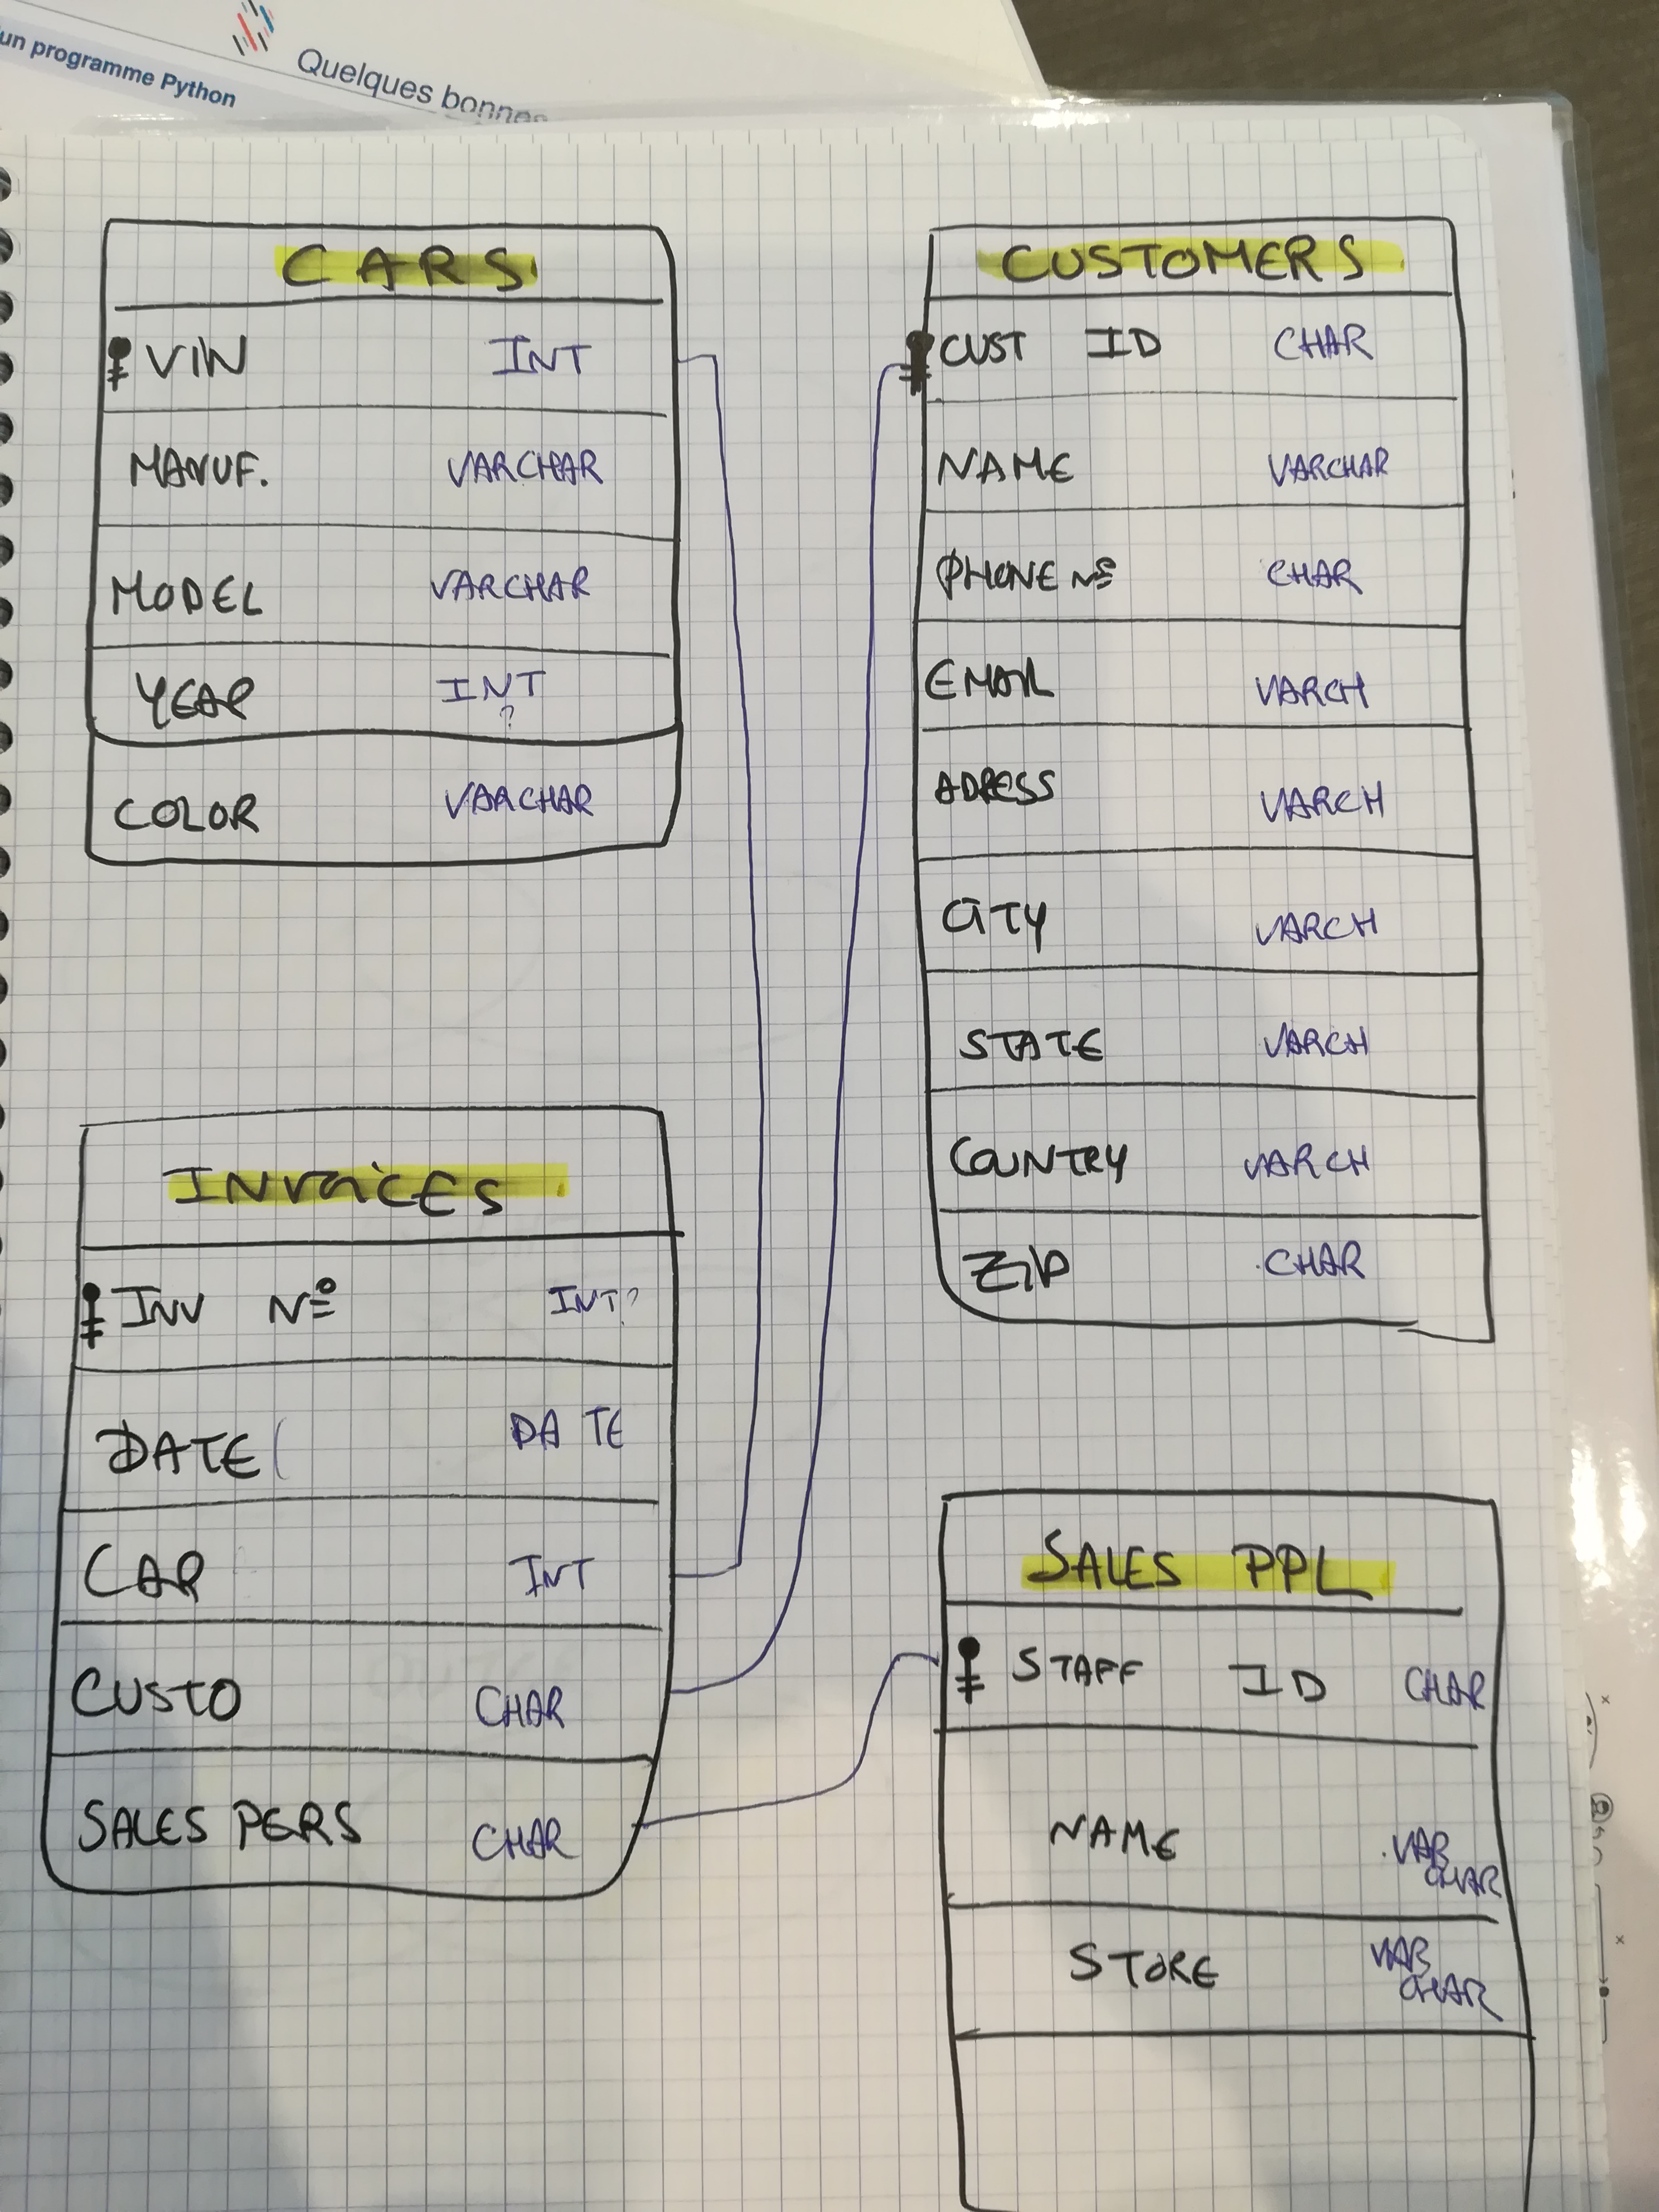 un programme Python
Quelques bonnes
CARS
VIN INT
MANUF. VARCHAR
MODEL VARCHAR
YEAR INT
?
COLOR VARCHAR
CUSTOMERS
CUST ID CHAR
NAME VARCHAR
PHONE Nº CHAR
EMAIL VARCH
ADRESS VARCH
CITY VARCH
STATE VARCH
COUNTRY VARCH
ZIP CHAR
INVOICES
INV Nº INT?
DATE DATE
CAR INT
CUSTO CHAR
SALES PERS CHAR
SALES PPL
STAFF ID CHAR
NAME VAR
CHAR
STORE VAR
CHAR